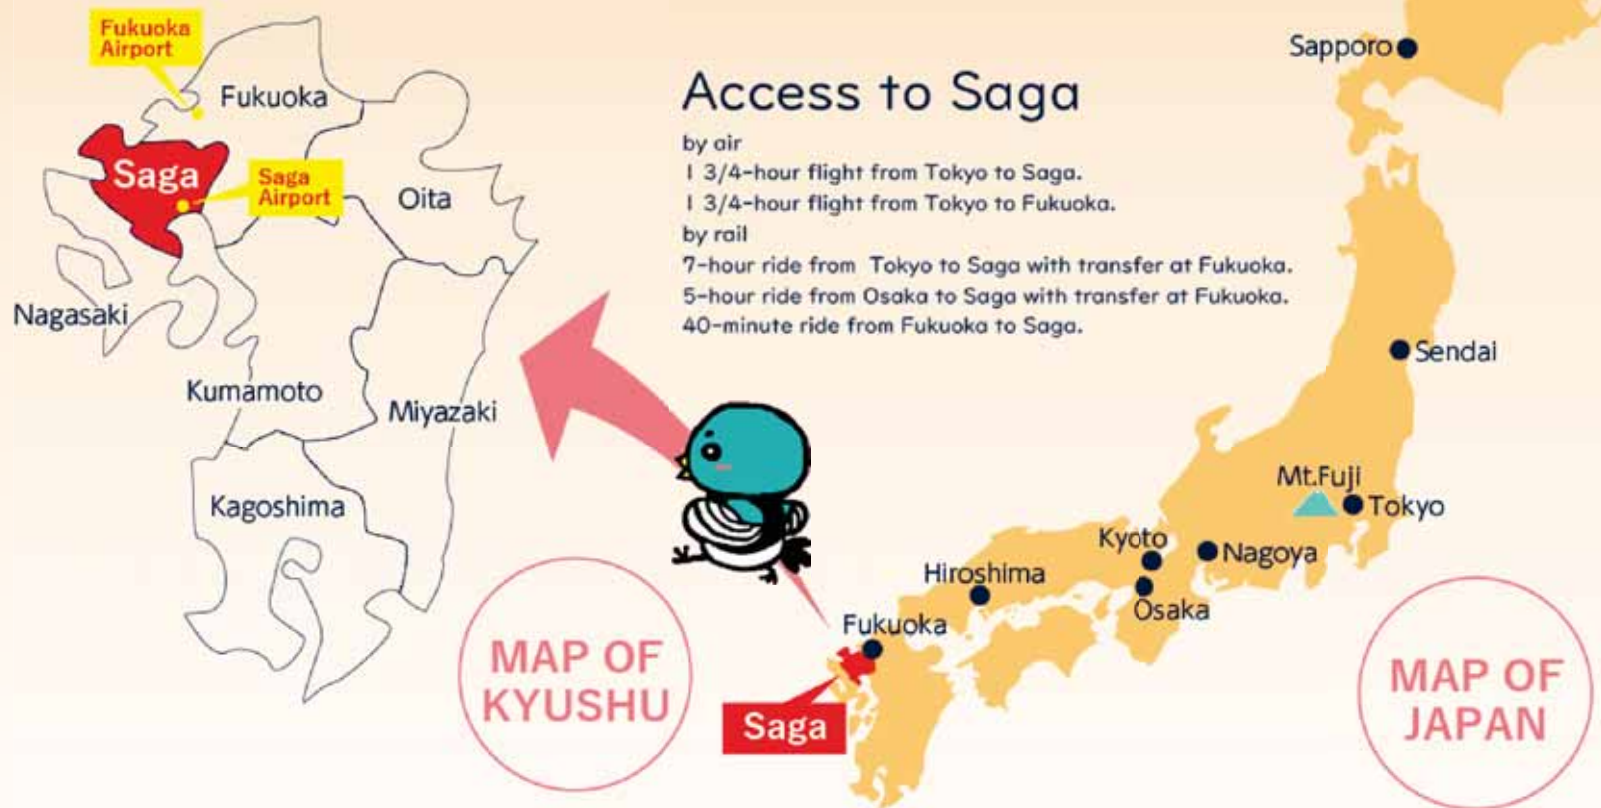 Fukuoka
Airport
Fukuoka
Saga
Saga
Airport
Oita
Nagasaki
Kumamoto
Miyazaki
Kagoshima
MAP OF
KYUSHU
Access to Saga
by air
1 3/4-hour flight from Tokyo to Saga.
1 3/4-hour flight from Tokyo to Fukuoka.
by rail
7-hour ride from Tokyo to Saga with transfer at Fukuoka.
5-hour ride from Osaka to Saga with transfer at Fukuoka.
40-minute ride from Fukuoka to Saga.
Sapporo
Sendai
Mt.Fuji
Tokyo
Kyoto
Nagoya
Hiroshima
Osaka
Fukuoka
Saga
MAP OF
JAPAN